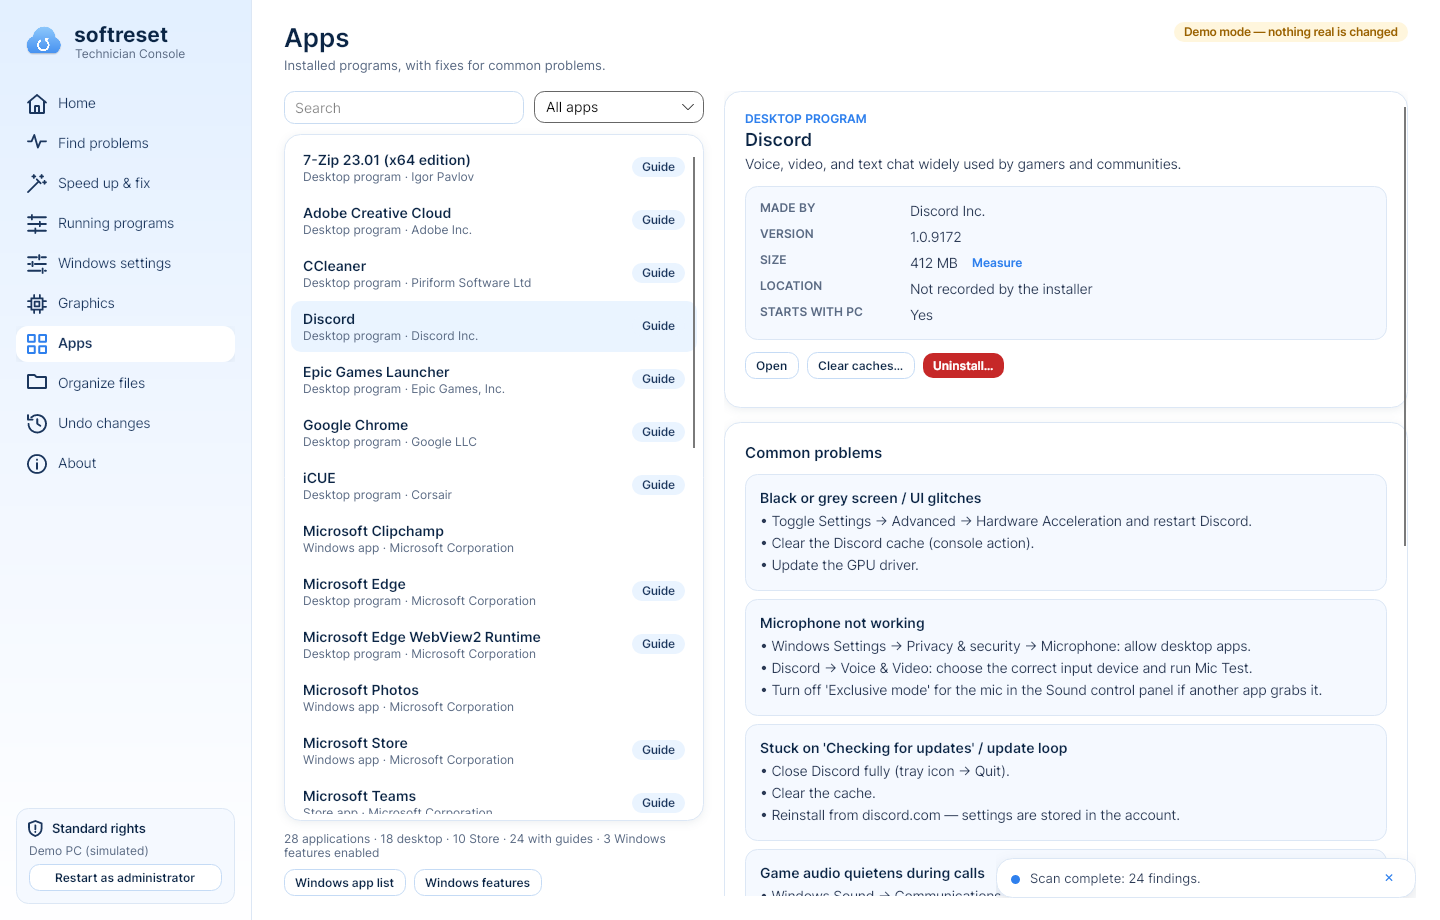 softreset
Technician Console
Home
Find problems
Speed up & fix
Running programs
Windows settings
Graphics
Apps
Organize files
Undo changes
About
Standard rights
Demo PC (simulated)
Restart as administrator
Apps
Installed programs, with fixes for common problems.
Demo mode — nothing real is changed
Search
All apps
7-Zip 23.01 (x64 edition)
Desktop program · Igor Pavlov
Guide
Adobe Creative Cloud
Desktop program · Adobe Inc.
Guide
CCleaner
Desktop program · Piriform Software Ltd
Guide
Discord
Desktop program · Discord Inc.
Guide
Epic Games Launcher
Desktop program · Epic Games, Inc.
Guide
Google Chrome
Desktop program · Google LLC
Guide
iCUE
Desktop program · Corsair
Guide
Microsoft Clipchamp
Windows app · Microsoft Corporation
Microsoft Edge
Desktop program · Microsoft Corporation
Guide
Microsoft Edge WebView2 Runtime
Desktop program · Microsoft Corporation
Guide
Microsoft Photos
Windows app · Microsoft Corporation
Microsoft Store
Windows app · Microsoft Corporation
Guide
Microsoft Teams
Store app · Microsoft Corporation
Guide
28 applications · 18 desktop · 10 Store · 24 with guides · 3 Windows
features enabled
Windows app list
Windows features
DESKTOP PROGRAM
Discord
Voice, video, and text chat widely used by gamers and communities.
MADE BY Discord Inc.
VERSION 1.0.9172
SIZE 412 MB Measure
LOCATION Not recorded by the installer
STARTS WITH PC Yes
Open
Clear caches...
Uninstall...
Common problems
Black or grey screen / UI glitches
• Toggle Settings → Advanced → Hardware Acceleration and restart Discord.
• Clear the Discord cache (console action).
• Update the GPU driver.
Microphone not working
• Windows Settings → Privacy & security → Microphone: allow desktop apps.
• Discord → Voice & Video: choose the correct input device and run Mic Test.
• Turn off 'Exclusive mode' for the mic in the Sound control panel if another app grabs it.
Stuck on 'Checking for updates' / update loop
• Close Discord fully (tray icon → Quit).
• Clear the cache.
• Reinstall from discord.com — settings are stored in the account.
Game audio quietens during calls
• Windows Sound → Communications
Scan complete: 24 findings.